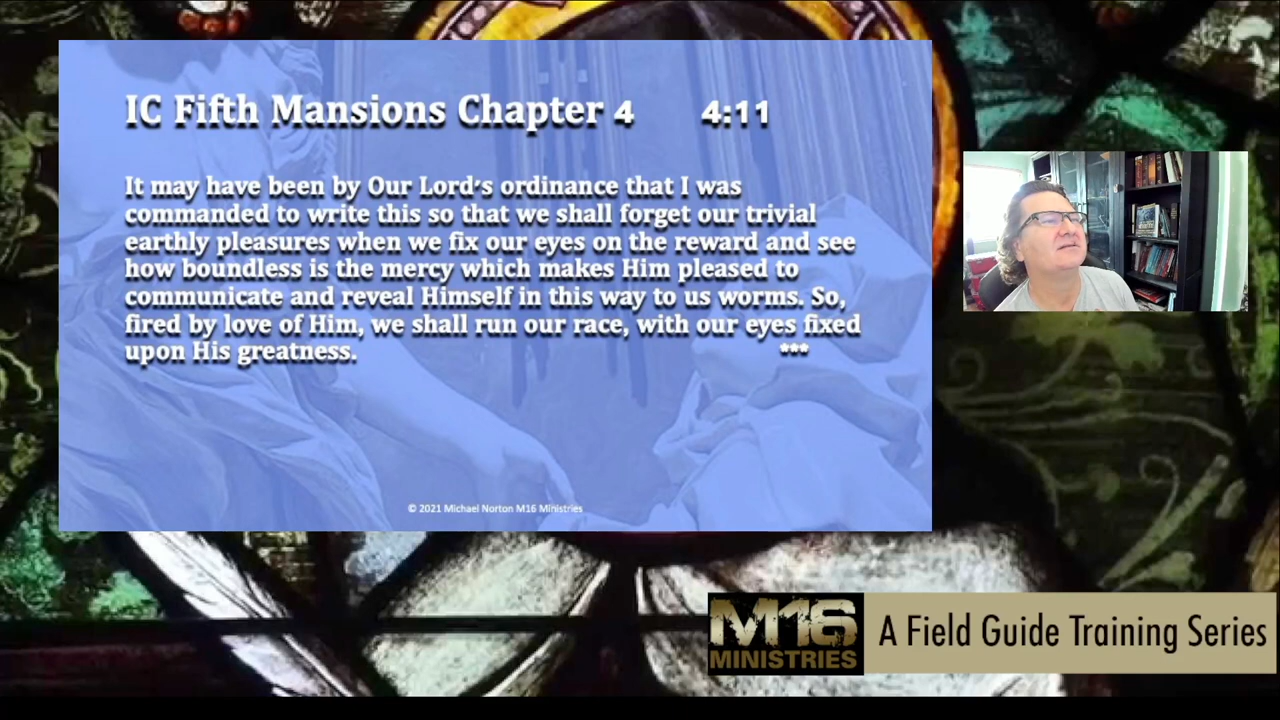 IC Fifth Mansions Chapter 4 4:11
It may have been by Our Lord's ordinance that I was
commanded to write this so that we shall forget our trivial
earthly pleasures when we fix our eyes on the reward and see
how boundless is the mercy which makes Him pleased to
communicate and reveal Himself in this way to us worms. So,
fired by love of Him, we shall run our race, with our eyes fixed
upon His greatness. ***
© 2021 Michael Norton M16 Ministries
M16
MINISTRIES
A Field Guide Training Series